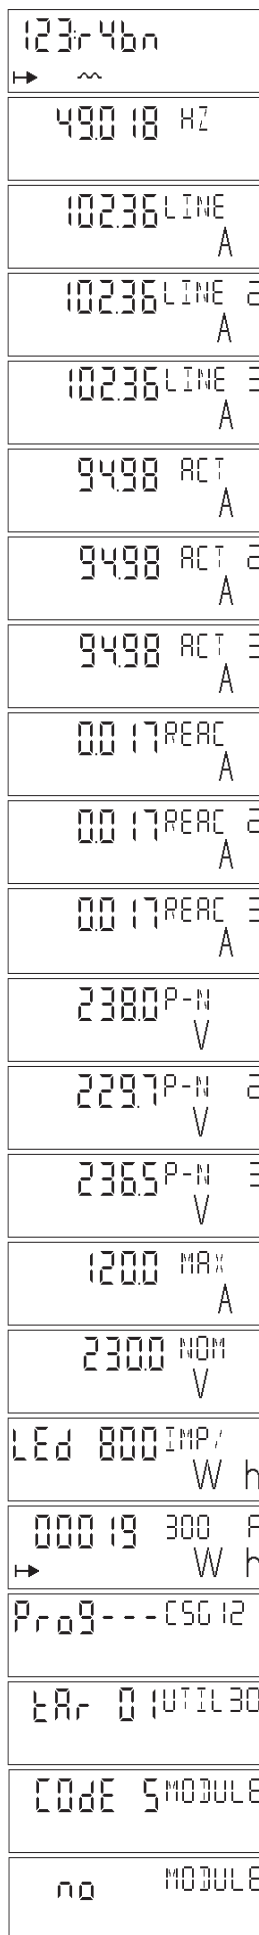 123:r4bn
49.018 HZ
102.36 LINE
A
102.36 LINE 2
A
102.36 LINE 3
A
94.98 ACT
A
94.98 ACT 2
A
94.98 ACT 3
A
0.017 REAC
A
0.017 REAC 2
A
0.017 REAC 3
A
238.0 P-N
V
229.7 P-N 2
V
236.5 P-N 3
V
120.0 MAX
A
230.0 NOM
V
LEd 800 IMP/
W h
00019 300
W h
Prog--- CSG12
tAr 01 UTIL30
COdE 5 MODULE
no MODULE